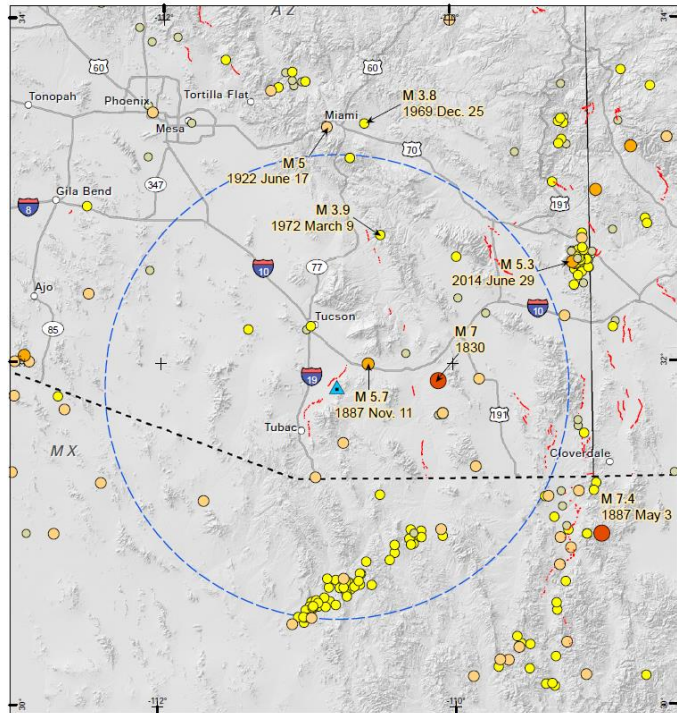 -112°
AZ
-110°
34°
34°
60
60
Tonopah
Phoenix
Tortilla Flat
Mesa
Miami
M 3.8
1969 Dec. 25
M 5
1922 June 17
70
347
Gila Bend
8
M 3.9
1972 March 9
191
77
10
M 5.3
2014 June 29
Ajo
10
85
Tucson
M 7
1830
32°
19
M 5.7
1887 Nov. 11
191
Tubac
MX
Cloverdale
M 7.4
1887 May 3
-112°
-110°
30